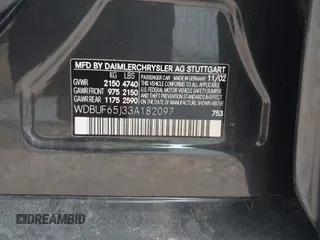 MFD BY DAIMLERCHRYSLER AG STUTTGART
KG LBS
GVWR 2150 4740
GAWR FRONT 975 2150
GAWR REAR 1175 2590
PASSENGER CAR / MADE IN GERMANY 11/02
THIS VEHICLE CONFORMS TO ALL APPLICABLE
U.S. FEDERAL MOTOR VEHICLE SAFETY
BUMPER AND THEFT PREVENTION STANDARDS
IN EFFECT ON THE DATE OF MANUFACTURE
SHOWN ABOVE
WDBUF65J33A182097
753
DREAMBID